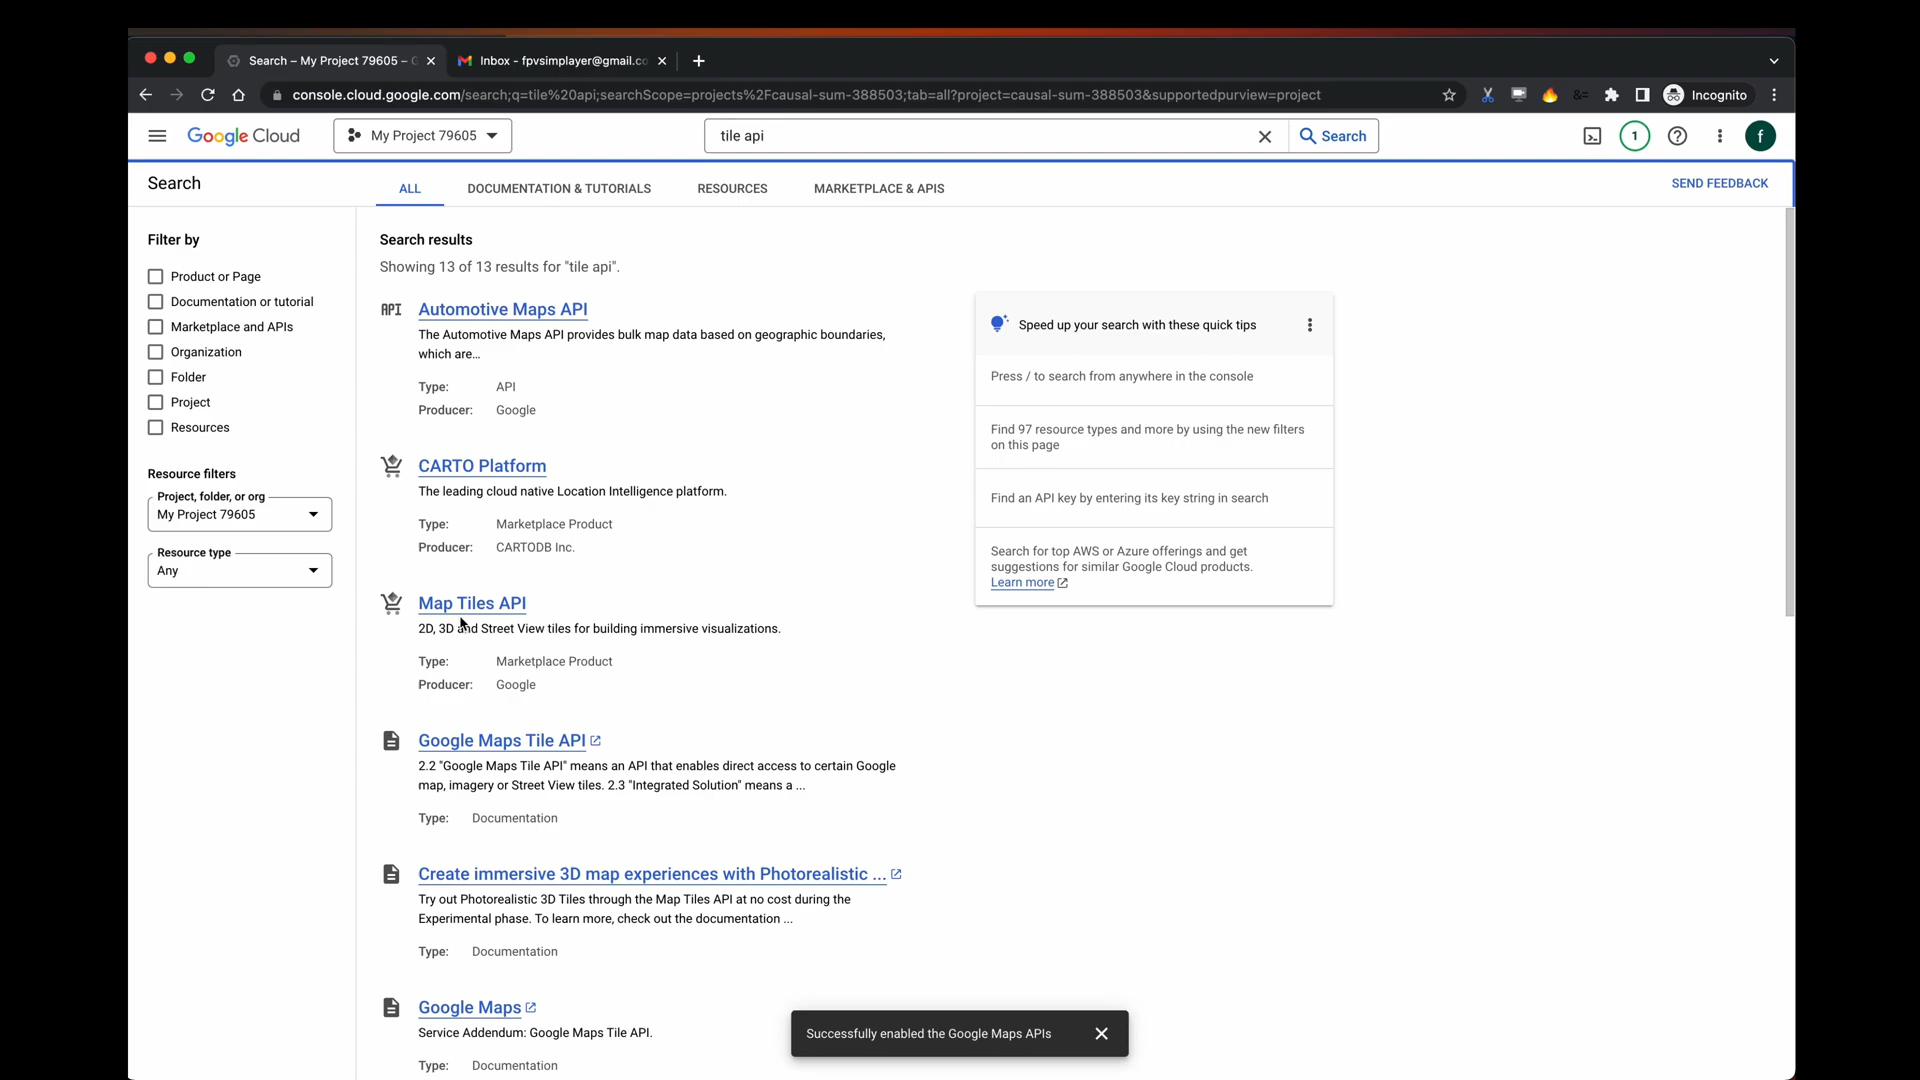 Search – My Project 79605 – G
Inbox - fpvsimplayer@gmail.co
console.cloud.google.com/search;q=tile%20api;searchScope=projects%2Fcausal-sum-388503;tab=all?project=causal-sum-388503&supportedpurview=project
Incognito
Google Cloud
My Project 79605
tile api
Search
1
f
Search
ALL
DOCUMENTATION & TUTORIALS
RESOURCES
MARKETPLACE & APIS
SEND FEEDBACK
Filter by
Product or Page
Documentation or tutorial
Marketplace and APIs
Organization
Folder
Project
Resources
Resource filters
Project, folder, or org
My Project 79605
Resource type
Any
Search results
Showing 13 of 13 results for "tile api".
API
Automotive Maps API
The Automotive Maps API provides bulk map data based on geographic boundaries,
which are...
Type: API
Producer: Google
CARTO Platform
The leading cloud native Location Intelligence platform.
Type: Marketplace Product
Producer: CARTODB Inc.
Map Tiles API
2D, 3D and Street View tiles for building immersive visualizations.
Type: Marketplace Product
Producer: Google
Google Maps Tile API
2.2 "Google Maps Tile API" means an API that enables direct access to certain Google
map, imagery or Street View tiles. 2.3 "Integrated Solution" means a ...
Type: Documentation
Create immersive 3D map experiences with Photorealistic ...
Try out Photorealistic 3D Tiles through the Map Tiles API at no cost during the
Experimental phase. To learn more, check out the documentation ...
Type: Documentation
Google Maps
Service Addendum: Google Maps Tile API.
Type: Documentation
Speed up your search with these quick tips
Press / to search from anywhere in the console
Find 97 resource types and more by using the new filters
on this page
Find an API key by entering its key string in search
Search for top AWS or Azure offerings and get
suggestions for similar Google Cloud products.
Learn more
Successfully enabled the Google Maps APIs